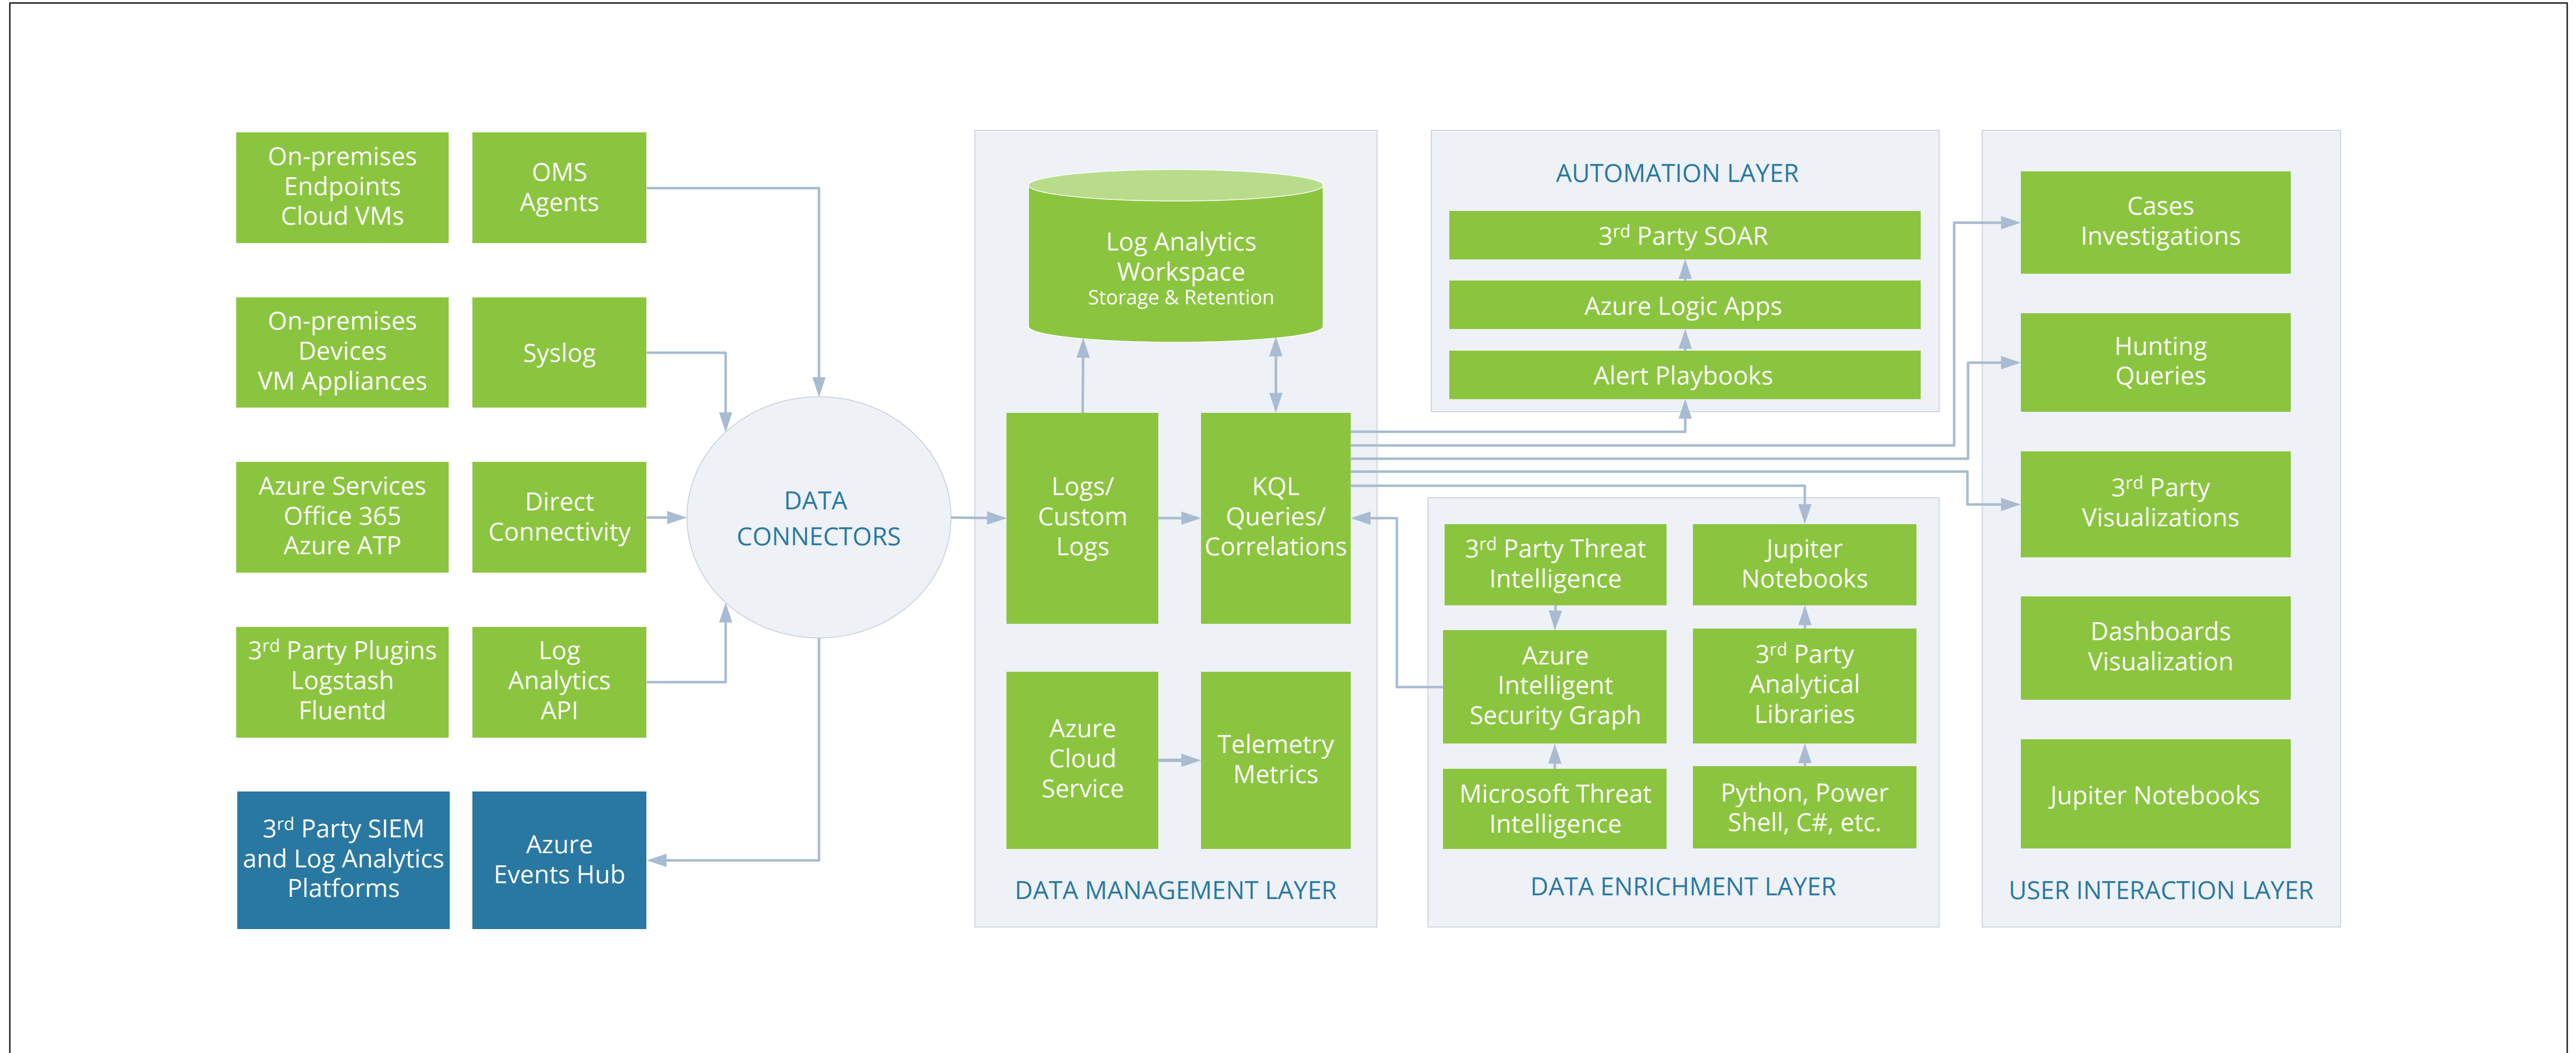 On-premises
Endpoints
Cloud VMs
OMS
Agents
On-premises
Devices
VM Appliances
Syslog
Azure Services
Office 365
Azure ATP
Direct
Connectivity
3rd Party Plugins
Logstash
Fluentd
Log
Analytics
API
3rd Party SIEM
and Log Analytics
Platforms
Azure
Events Hub
DATA
CONNECTORS
Log Analytics
Workspace
Storage & Retention
Logs/
Custom
Logs
KQL
Queries/
Correlations
Azure
Cloud
Service
Telemetry
Metrics
DATA MANAGEMENT LAYER
AUTOMATION LAYER
3rd Party SOAR
Azure Logic Apps
Alert Playbooks
3rd Party Threat
Intelligence
Jupiter
Notebooks
Azure
Intelligent
Security Graph
3rd Party
Analytical
Libraries
Microsoft Threat
Intelligence
Python, Power
Shell, C#, etc.
DATA ENRICHMENT LAYER
Cases
Investigations
Hunting
Queries
3rd Party
Visualizations
Dashboards
Visualization
Jupiter Notebooks
USER INTERACTION LAYER